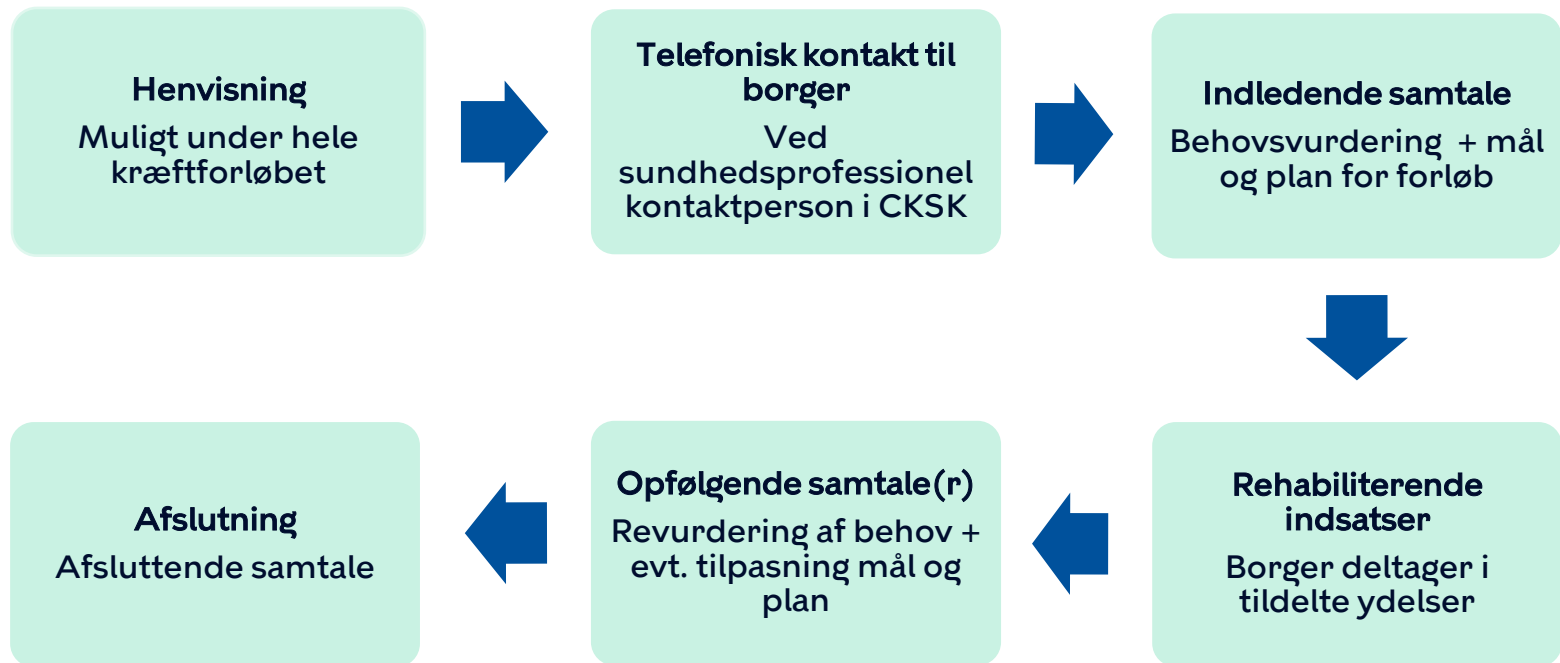 Henvisning
Muligt under hele
kræftforløbet
Telefonisk kontakt til
borger
Ved
sundhedsprofessionel
kontaktperson i CKSK
Indledende samtale
Behovsvurdering + mål
og plan for forløb
Rehabiliterende
indsatser
Borger deltager i
tildelte ydelser
Opfølgende samtale(r)
Revurdering af behov +
evt. tilpasning mål og
plan
Afslutning
Afsluttende samtale